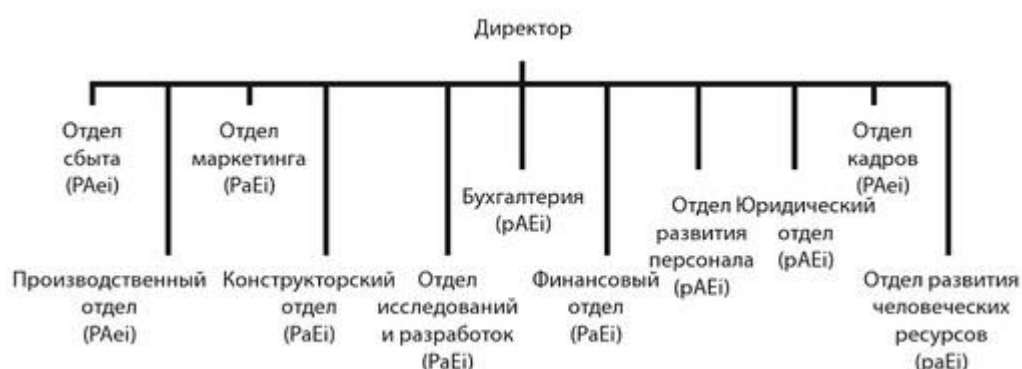 Директор
Отдел
сбыта
(PAei)
Отдел
маркетинга
(PaEi)
Бухгалтерия
(pAEi)
Отдел
развития
персонала
(pAEi)
Юридический
отдел
(pAEi)
Отдел
кадров
(PAei)
Производственный
отдел
(PAei)
Конструкторский
отдел
(PaEi)
Отдел
исследований
и разработок
(PaEi)
Финансовый
отдел
(PaEi)
Отдел развития
человеческих
ресурсов
(paEi)